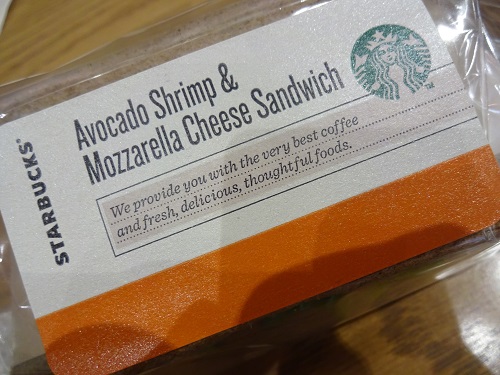 Avocado Shrimp &
Mozzarella Cheese Sandwich
We provide you with the very best coffee
and fresh, delicious, thoughtful foods.
STARBUCKS®
TM